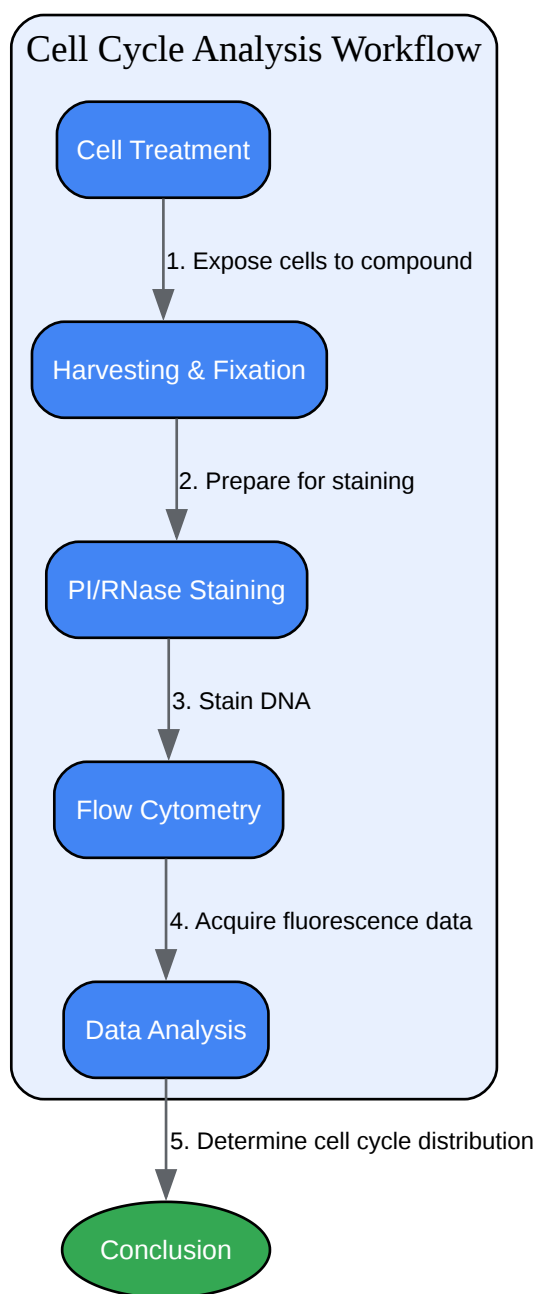 Cell Cycle Analysis Workflow
Cell Treatment
1. Expose cells to compound
Harvesting & Fixation
2. Prepare for staining
PI/RNase Staining
3. Stain DNA
Flow Cytometry
4. Acquire fluorescence data
Data Analysis
5. Determine cell cycle distribution
Conclusion